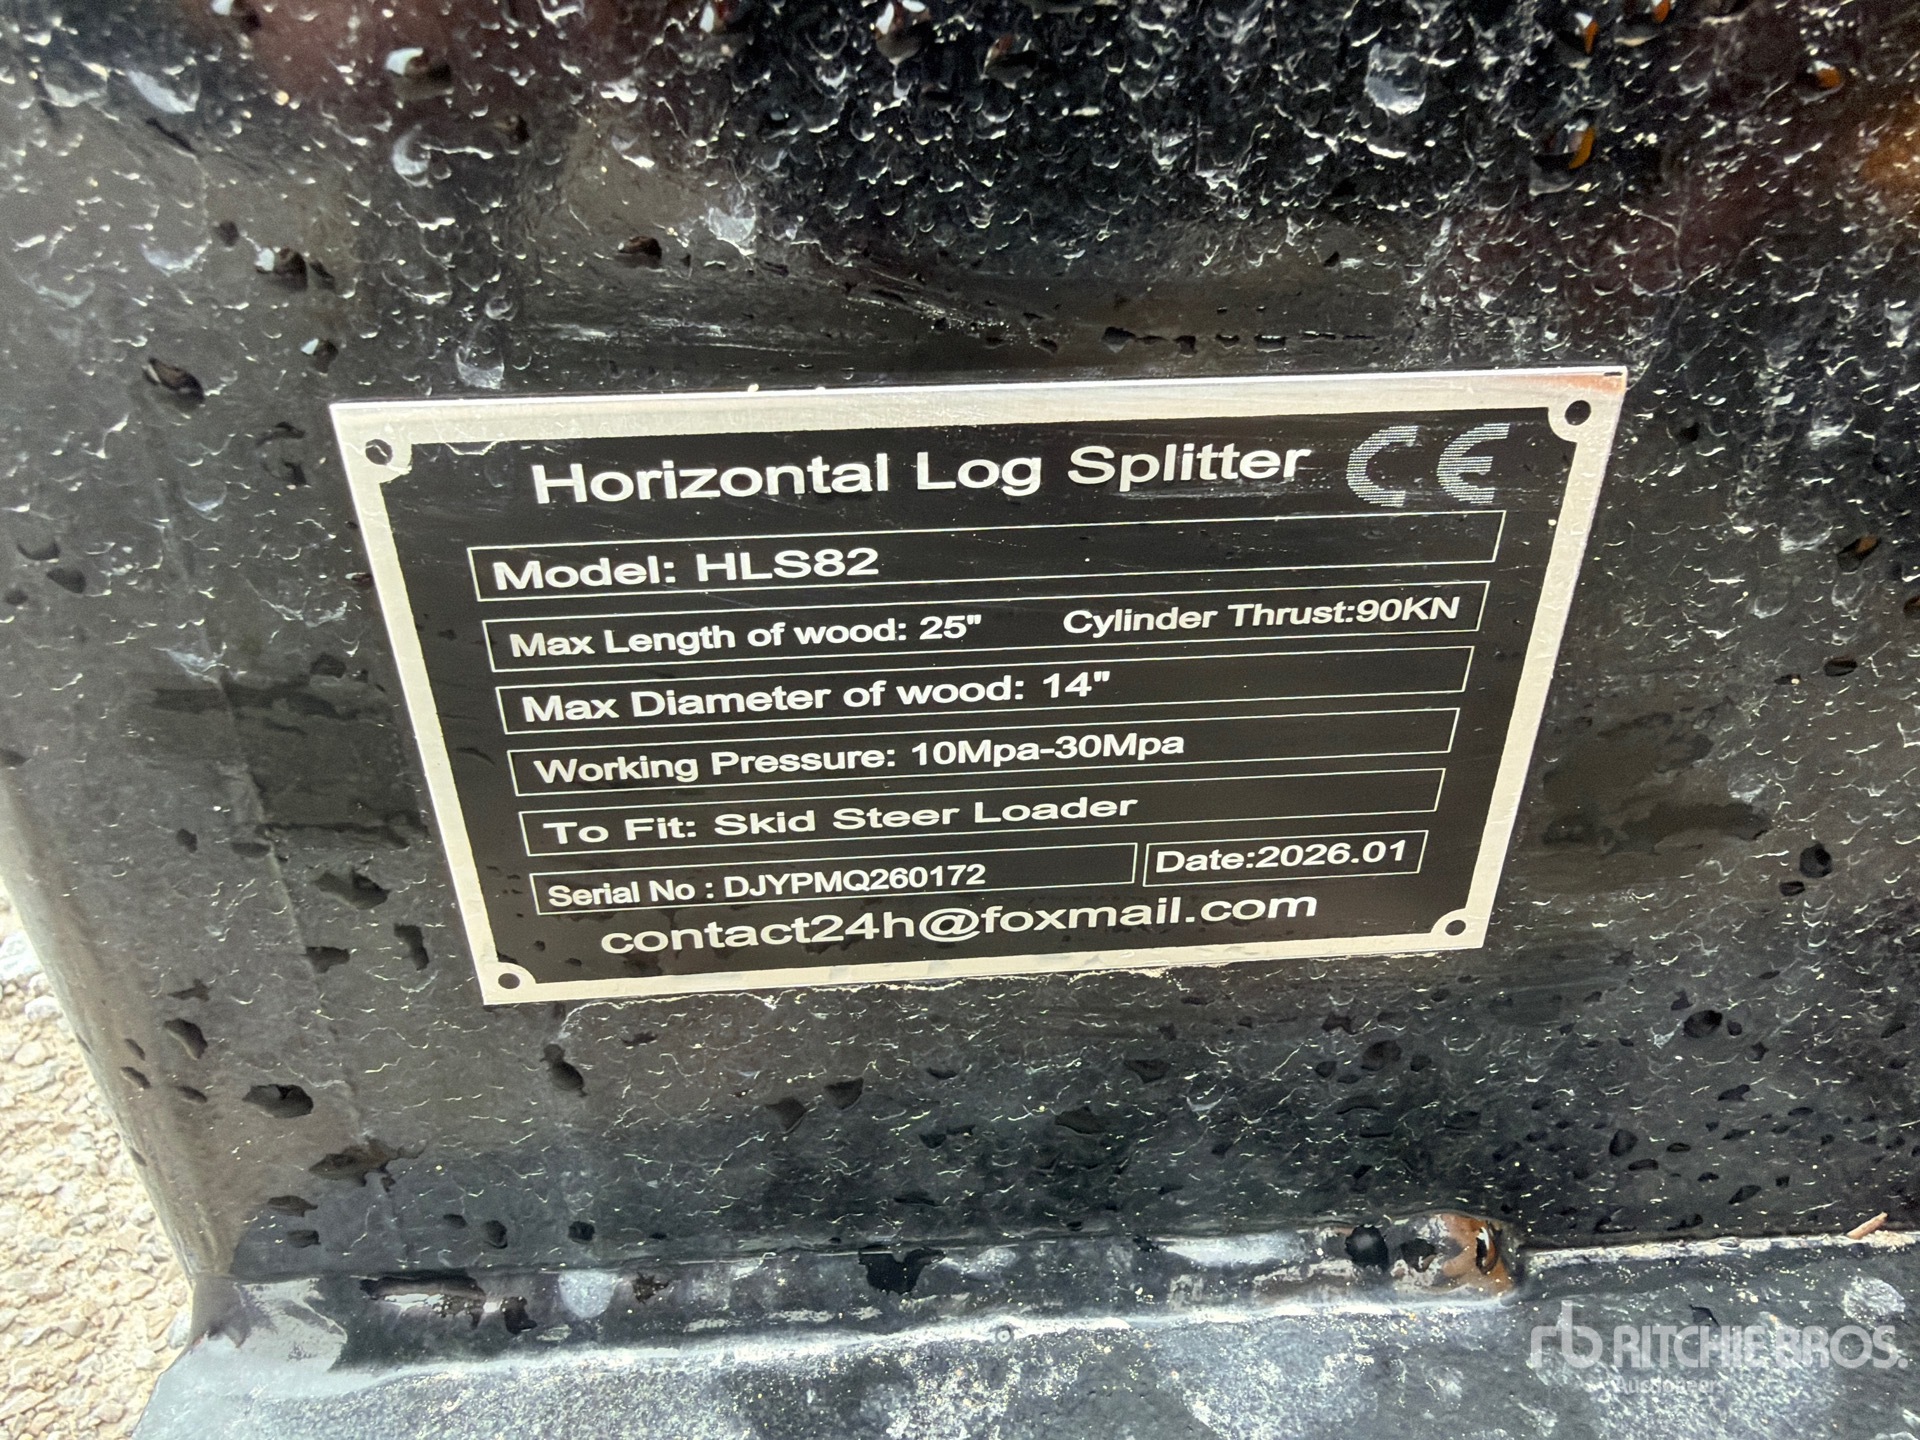 Horizontal Log Splitter CE
Model: HLS82
Max Length of wood: 25" Cylinder Thrust:90KN
Max Diameter of wood: 14"
Working Pressure: 10Mpa-30Mpa
To Fit: Skid Steer Loader
Serial No : DJYPMQ260172 Date:2026.01
contact24h@foxmail.com
rb RITCHIE BROS.
Auctioneers